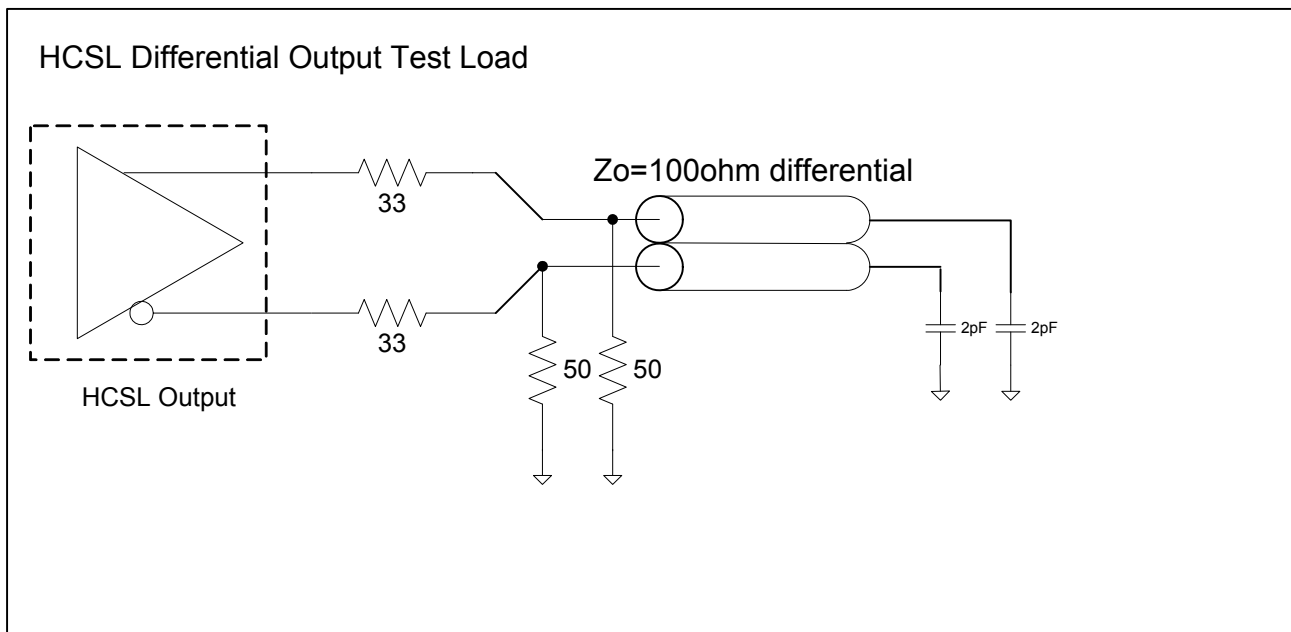 HCSL Differential Output Test Load
Zo=100ohm differential
33
33
2pF 2pF
50 50
HCSL Output